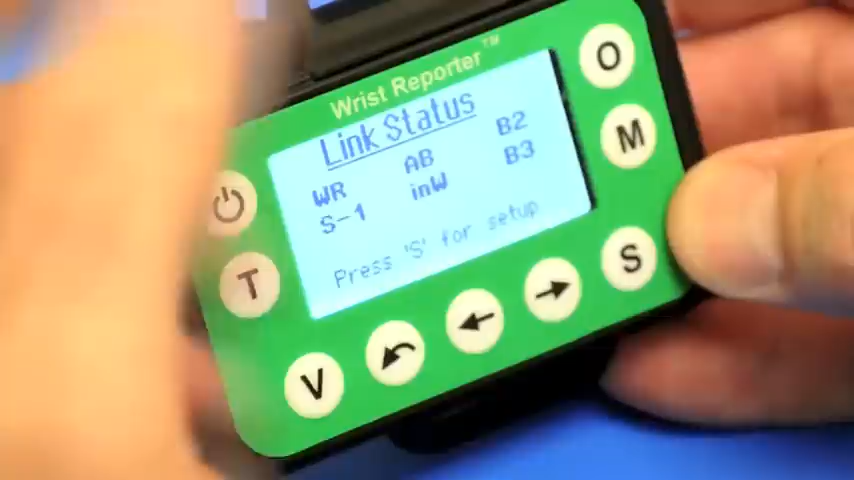 Wrist Reporter™
Link Status
WR AB B2
S-1 inW B3
Press 'S' for setup
O
M
S
T
V